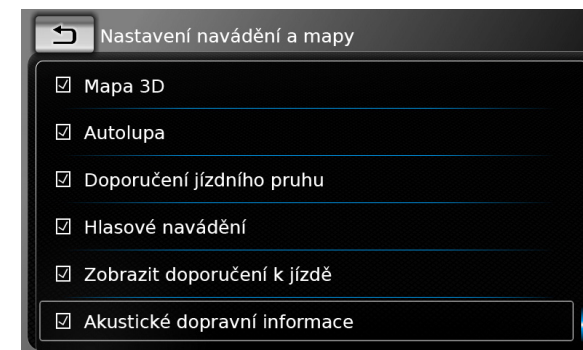 Nastavení navádění a mapy
Mapa 3D
Autolupa
Doporučení jízdního pruhu
Hlasové navádění
Zobrazit doporučení k jízdě
Akustické dopravní informace